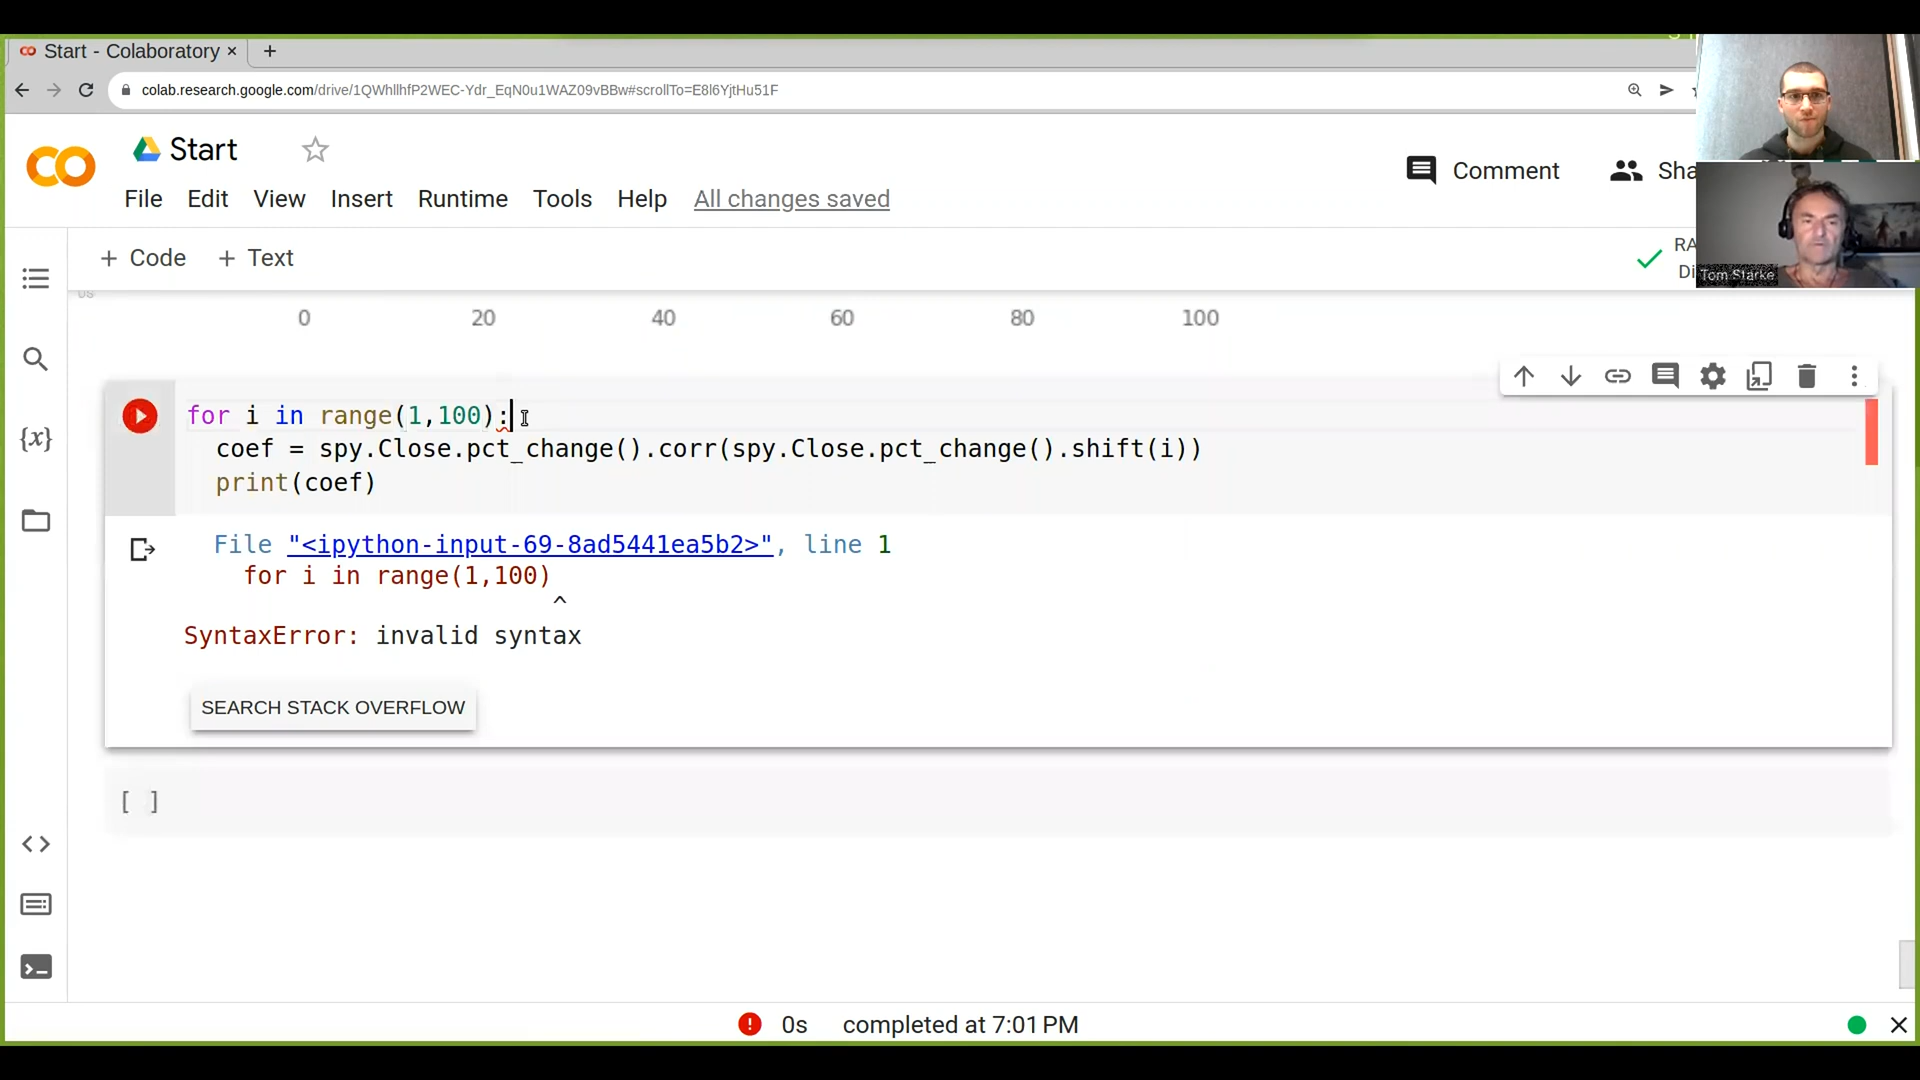 Start - Colaboratory
colab.research.google.com/drive/1QWhllhfP2WEC-Ydr_EqN0u1WAZ09vBBw#scrollTo=E8l6YjtHu51F
Start
Comment
Sha
File Edit View Insert Runtime Tools Help All changes saved
+ Code + Text
RA
Di
Tom Starke
0 20 40 60 80 100
for i in range(1,100):
coef = spy.Close.pct_change().corr(spy.Close.pct_change().shift(i))
print(coef)
File "<ipython-input-69-8ad5441ea5b2>", line 1
for i in range(1,100)
^
SyntaxError: invalid syntax
SEARCH STACK OVERFLOW
[ ]
0s completed at 7:01 PM